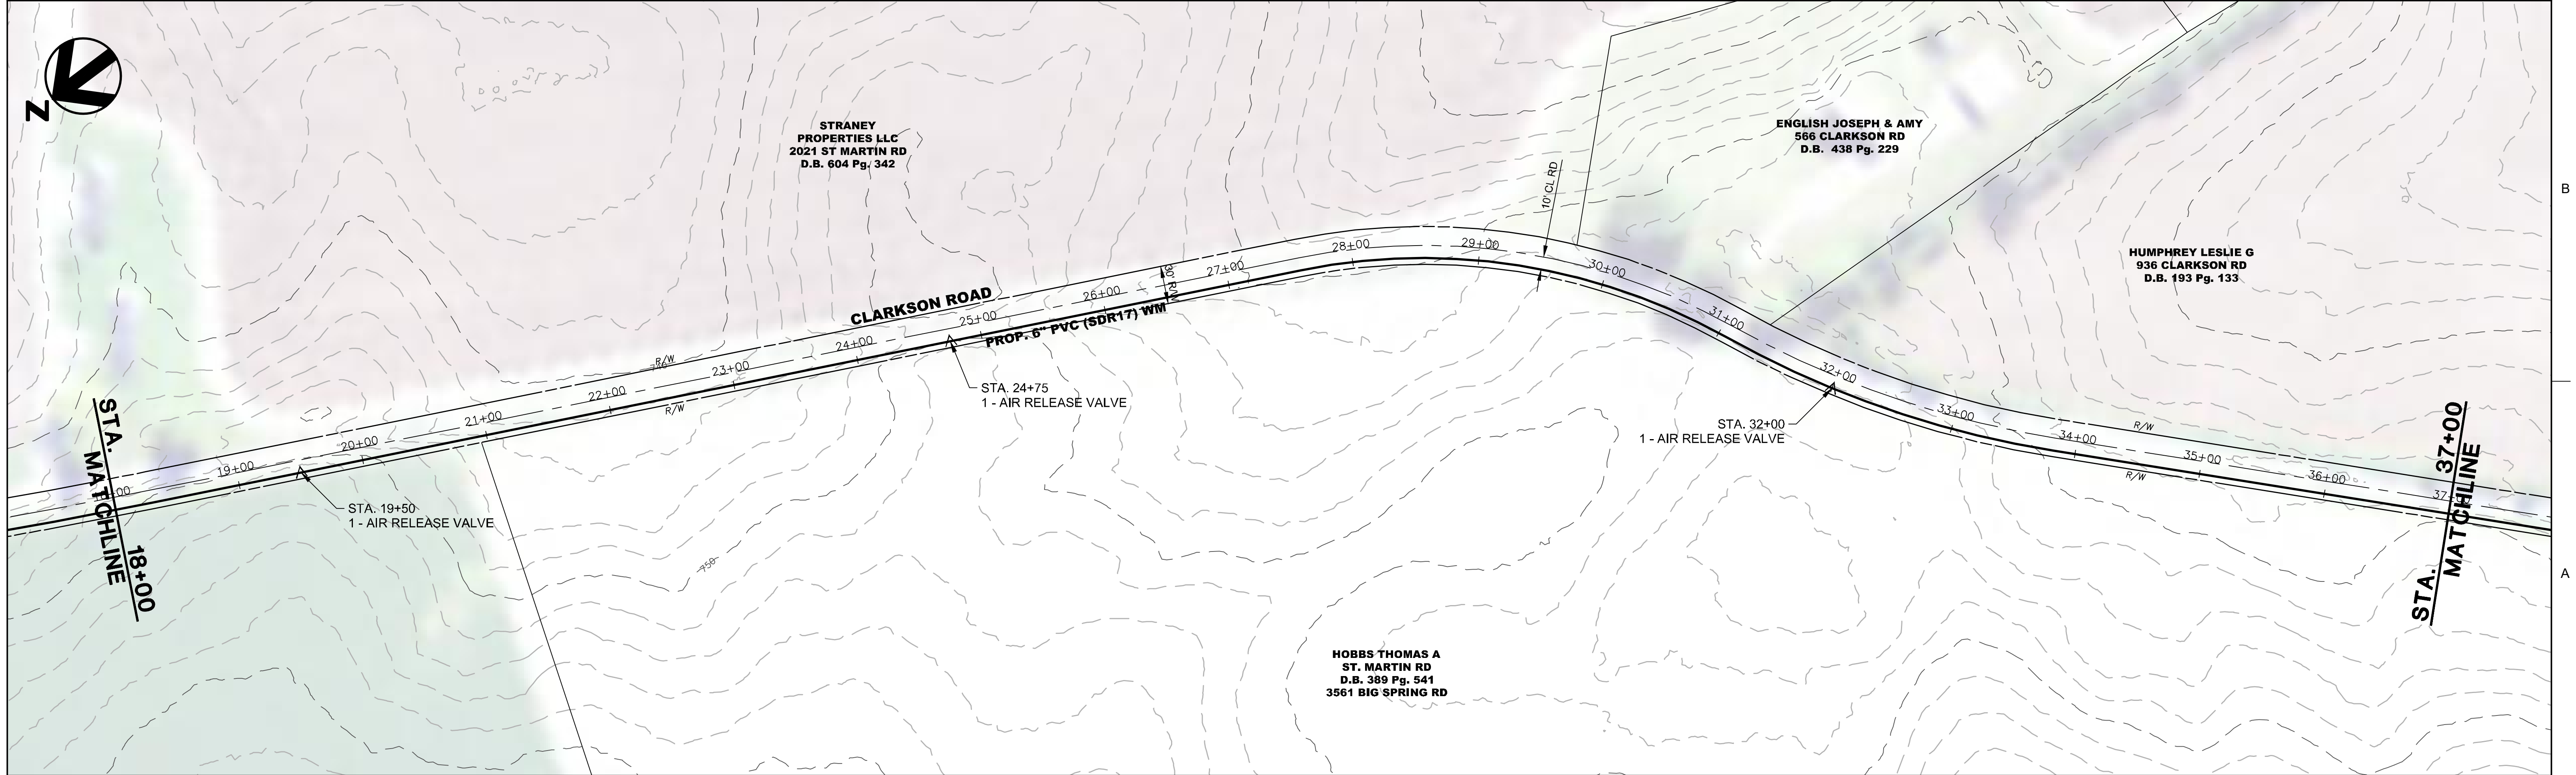 N
STRANEY
PROPERTIES LLC
2021 ST MARTIN RD
D.B. 604 Pg. 342
ENGLISH JOSEPH & AMY
566 CLARKSON RD
D.B. 438 Pg. 229
HUMPHREY LESLIE G
936 CLARKSON RD
D.B. 193 Pg. 133
B
A
10' CL RD
30' R/W
CLARKSON ROAD
PROP. 6" PVC (SDR17) WM
R/W
R/W
R/W
R/W
18+00
19+00
20+00
21+00
22+00
23+00
24+00
25+00
26+00
27+00
28+00
29+00
30+00
31+00
32+00
33+00
34+00
35+00
36+00
STA. 19+50
1 - AIR RELEASE VALVE
STA. 24+75
1 - AIR RELEASE VALVE
STA. 32+00
1 - AIR RELEASE VALVE
STA. 18+00
MATCHLINE
STA. 37+00
MATCHLINE
HOBBS THOMAS A
ST. MARTIN RD
D.B. 389 Pg. 541
3561 BIG SPRING RD